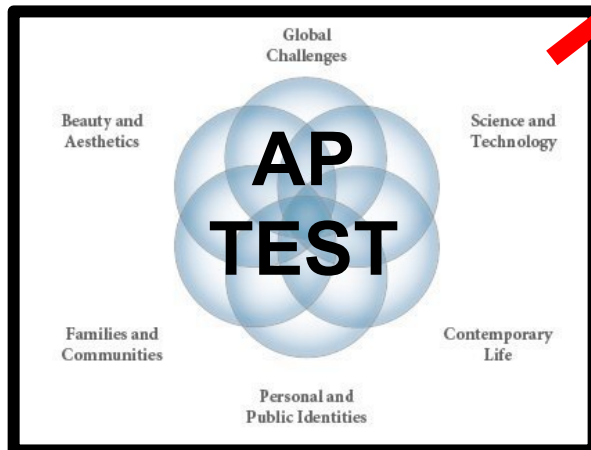 Global
Challenges
Beauty and
Aesthetics
Science and
Technology
AP
TEST
Families and
Communities
Contemporary
Life
Personal and
Public Identities